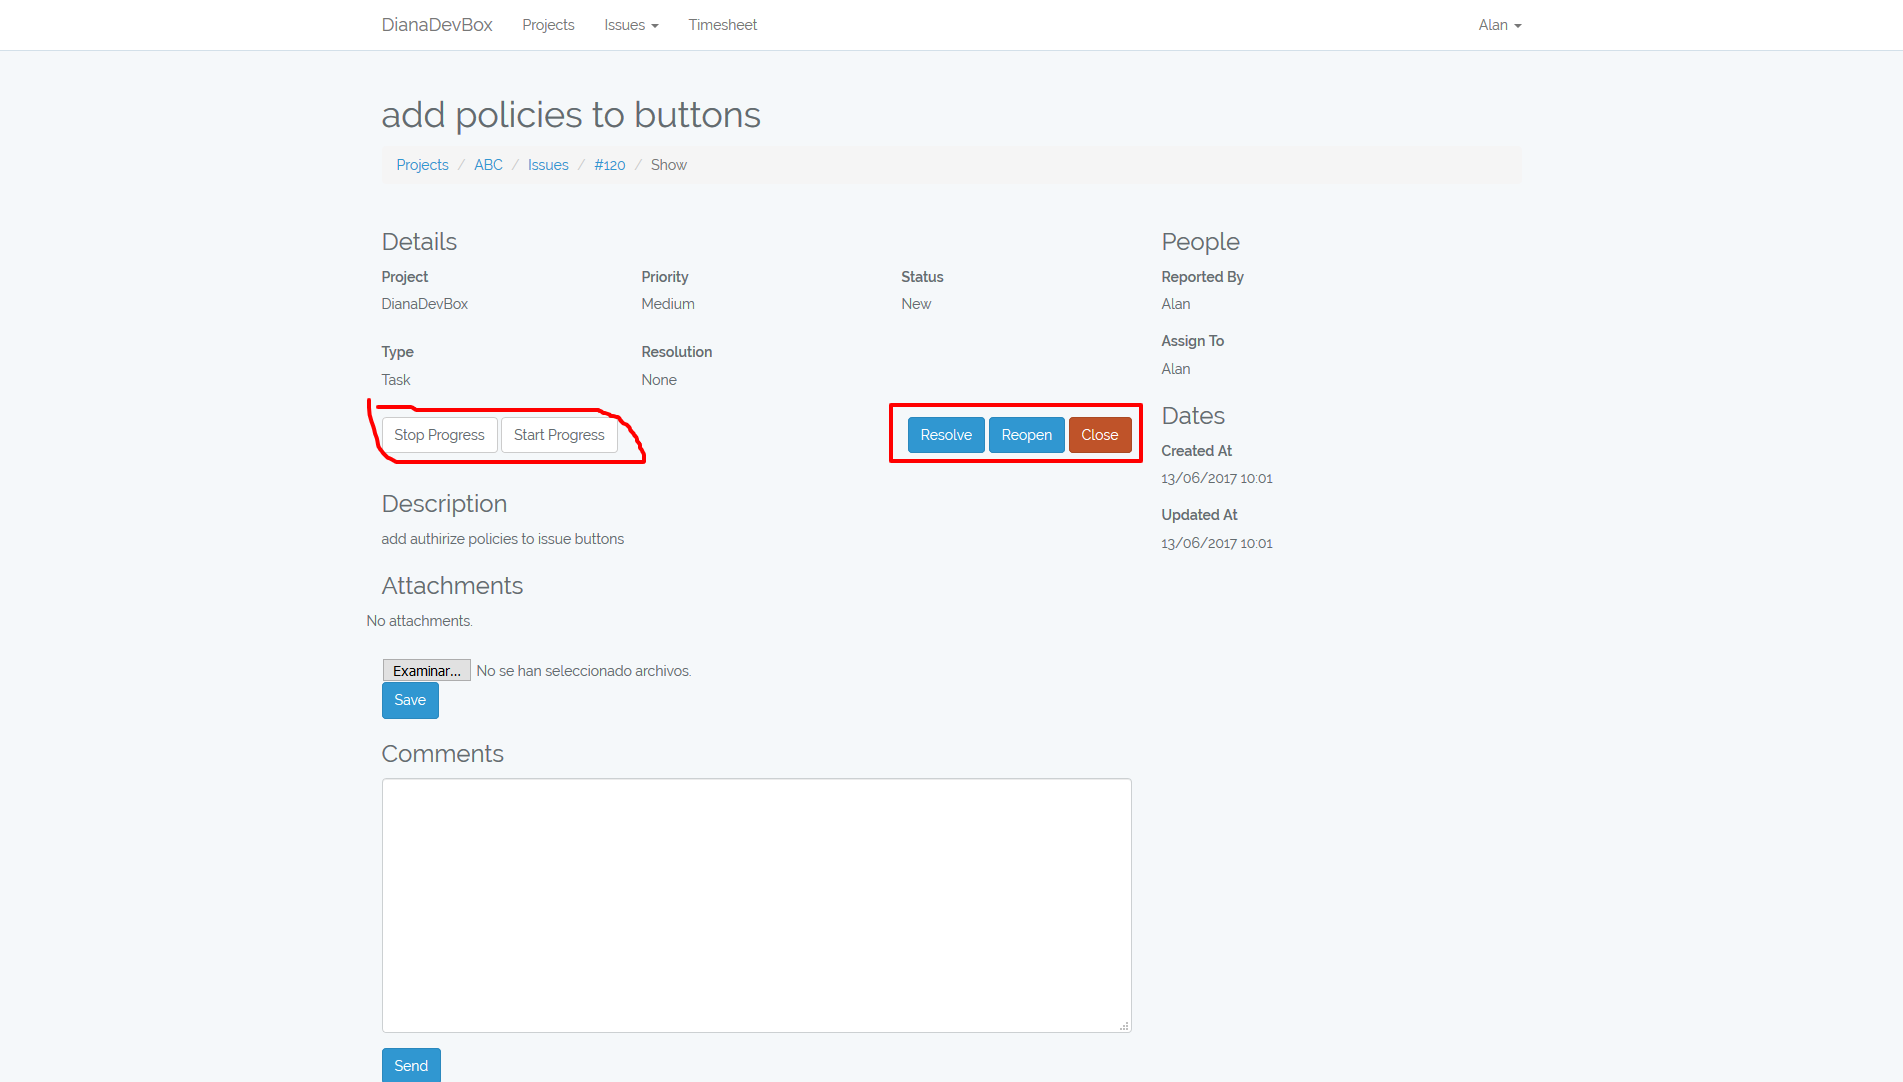 DianaDevBox Projects Issues Timesheet Alan
add policies to buttons
Projects / ABC / Issues / #120 / Show
Details
Project Priority Status
DianaDevBox Medium New
Type Resolution
Task None
Stop Progress Start Progress Resolve Reopen Close
Description
add authirize policies to issue buttons
Attachments
No attachments.
Examinar... No se han seleccionado archivos.
Save
Comments
Send
People
Reported By
Alan
Assign To
Alan
Dates
Created At
13/06/2017 10:01
Updated At
13/06/2017 10:01